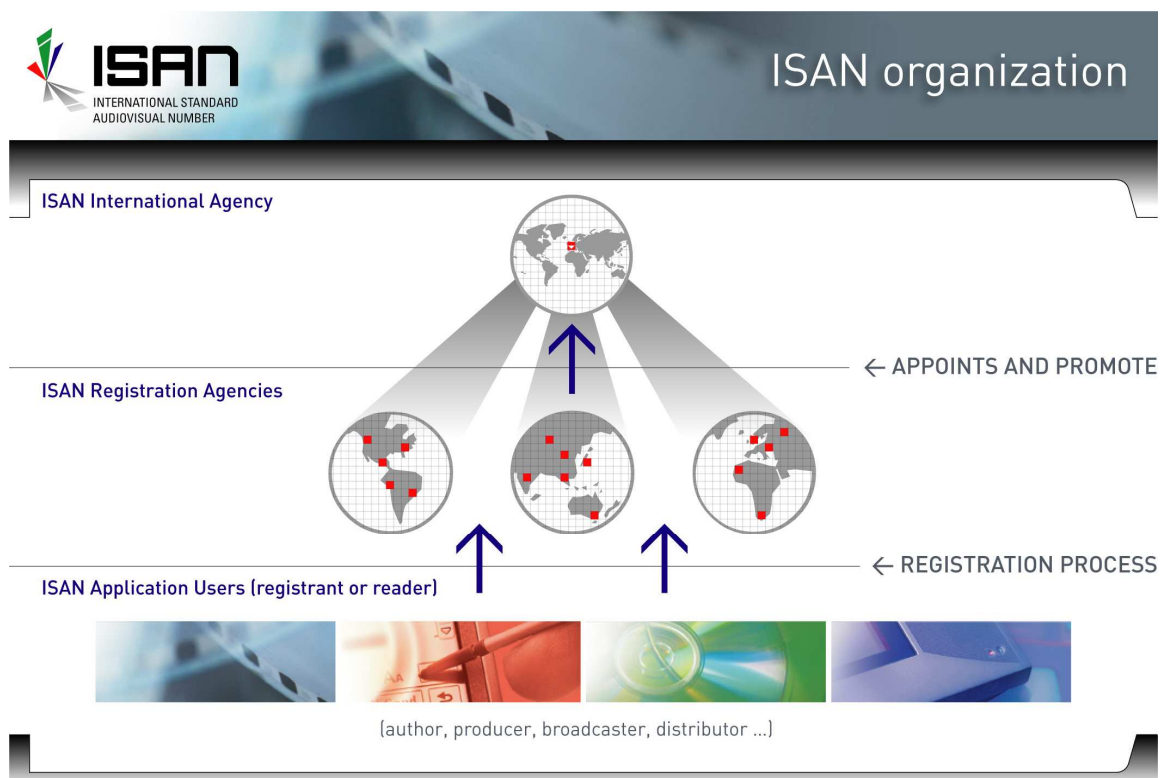 ISAN
INTERNATIONAL STANDARD
AUDIOVISUAL NUMBER
ISAN organization
ISAN International Agency
← APPOINTS AND PROMOTE
ISAN Registration Agencies
← REGISTRATION PROCESS
ISAN Application Users (registrant or reader)
(author, producer, broadcaster, distributor ...)